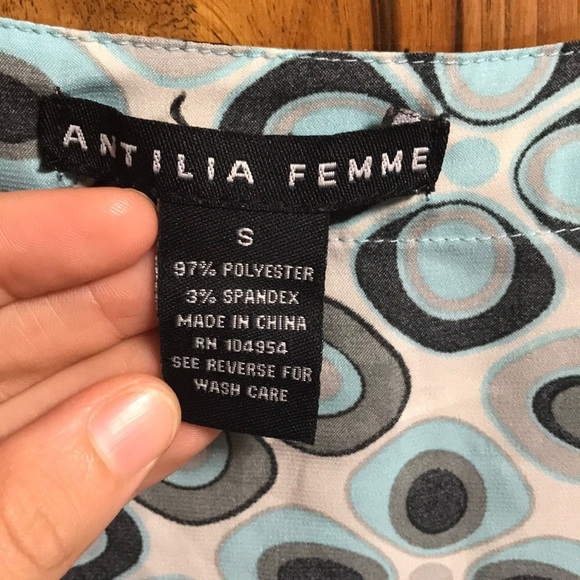 ANTILIA FEMME
S
97% POLYESTER
3% SPANDEX
MADE IN CHINA
RN 104954
SEE REVERSE FOR
WASH CARE